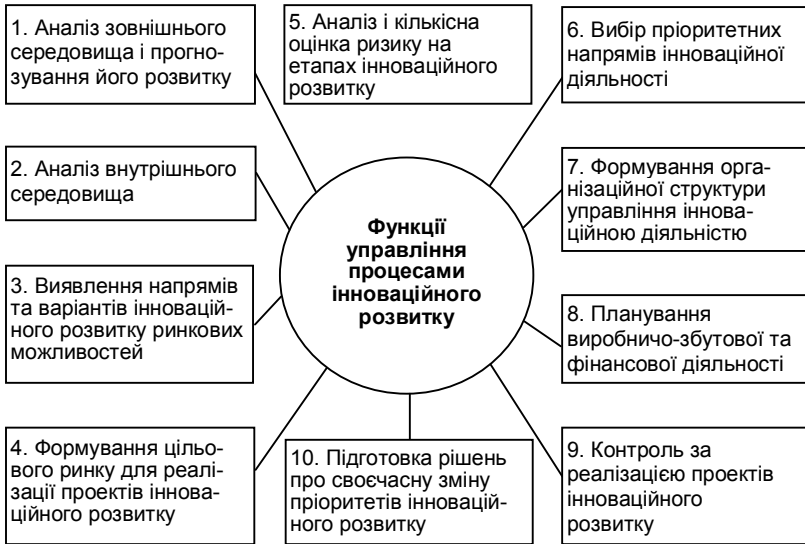 1. Аналіз зовнішнього
середовища і прогно-
зування його розвитку
2. Аналіз внутрішнього
середовища
3. Виявлення напрямів
та варіантів інновацій-
ного розвитку ринкових
можливостей
4. Формування цільо-
вого ринку для реалі-
зації проектів іннова-
ційного розвитку
5. Аналіз і кількісна
оцінка ризику на
етапах інноваційного
розвитку
Функції
управління
процесами
інноваційного
розвитку
6. Вибір пріоритетних
напрямів інноваційної
діяльності
7. Формування орга-
нізаційної структури
управління іннова-
ційною діяльністю
8. Планування
виробничо-збутової та
фінансової діяльності
9. Контроль за
реалізацією проектів
інноваційного
розвитку
10. Підготовка рішень
про своєчасну зміну
пріоритетів інновацій-
ного розвитку